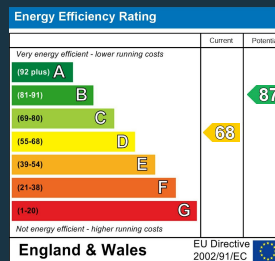 Energy Efficiency Rating
Current
Very energy efficient - lower running costs
(92 plus) A
(81-91) B
87
(69-80) C
(55-68) D
68
(39-54) E
(21-38) F
(1-20) G
Not energy efficient - higher running costs
England & Wales
EU Directive
2002/91/EC